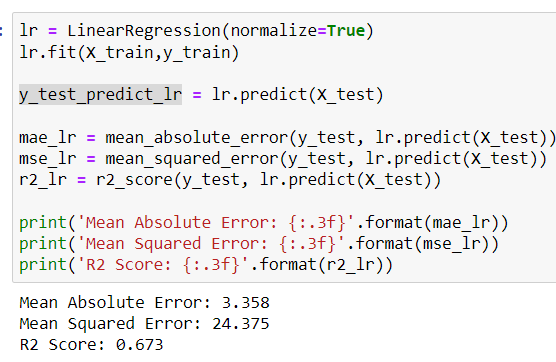 lr = LinearRegression(normalize=True)
lr.fit(X_train,y_train)
y_test_predict_lr = lr.predict(X_test)
mae_lr = mean_absolute_error(y_test, lr.predict(X_test))
mse_lr = mean_squared_error(y_test, lr.predict(X_test))
r2_lr = r2_score(y_test, lr.predict(X_test))
print('Mean Absolute Error: {:.3f}'.format(mae_lr))
print('Mean Squared Error: {:.3f}'.format(mse_lr))
print('R2 Score: {:.3f}'.format(r2_lr))
Mean Absolute Error: 3.358
Mean Squared Error: 24.375
R2 Score: 0.673